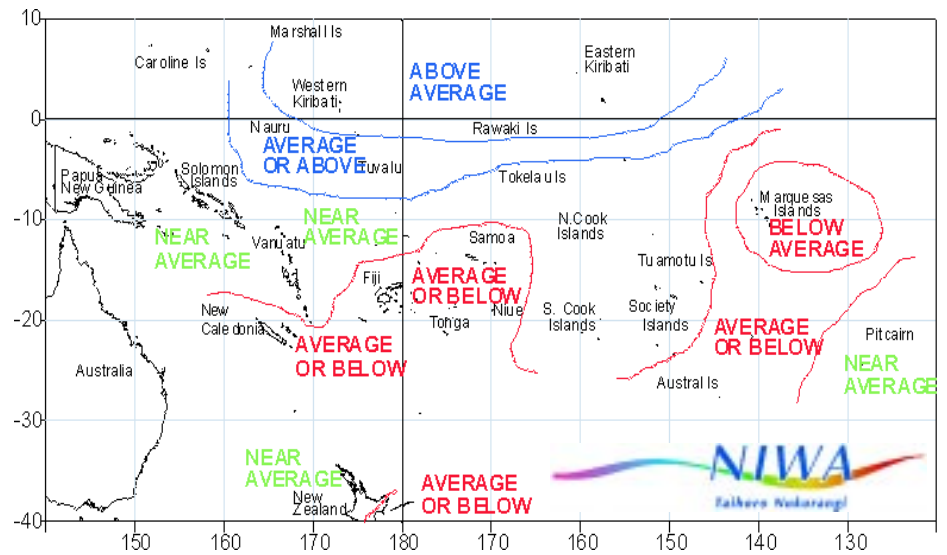 10
Marshall Is
Caroline Is
Eastern
Kiribati
Western
Kiribati
ABOVE
AVERAGE
0
Nauru
Rawaki Is
AVERAGE
OR ABOVE
Tuvalu
Tokelau Is
Papua
New Guinea
Solomon
Islands
Marquesas
Islands
-10
NEAR
AVERAGE
Vanuatu
NEAR
AVERAGE
Samoa
N.Cook
Islands
BELOW
AVERAGE
Fiji
AVERAGE
OR BELOW
Tuamotu Is
New
Caledonia
Tonga
Niue
S. Cook
Islands
Society
Islands
-20
AVERAGE
OR BELOW
AVERAGE
OR BELOW
Pitcairn
Australia
Austral Is
NEAR
AVERAGE
-30
NEAR
AVERAGE
New
Zealand
AVERAGE
OR BELOW
NIWA
Taihoro Nukurangi
-40
150 160 170 180 170 160 150 140 130